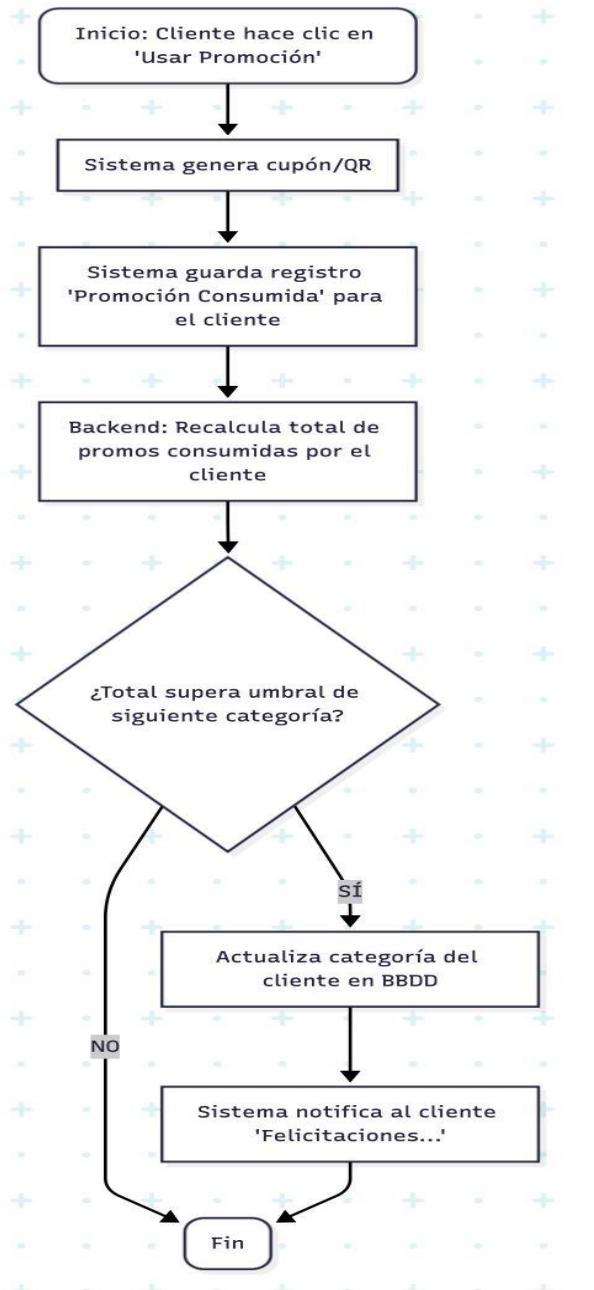 Inicio: Cliente hace clic en
'Usar Promoción'
Sistema genera cupón/QR
Sistema guarda registro
'Promoción Consumida' para
el cliente
Backend: Recalcula total de
promos consumidas por el
cliente
¿Total supera umbral de
siguiente categoría?
SÍ
Actualiza categoría del
cliente en BBDD
NO
Sistema notifica al cliente
'Felicitaciones...'
Fin